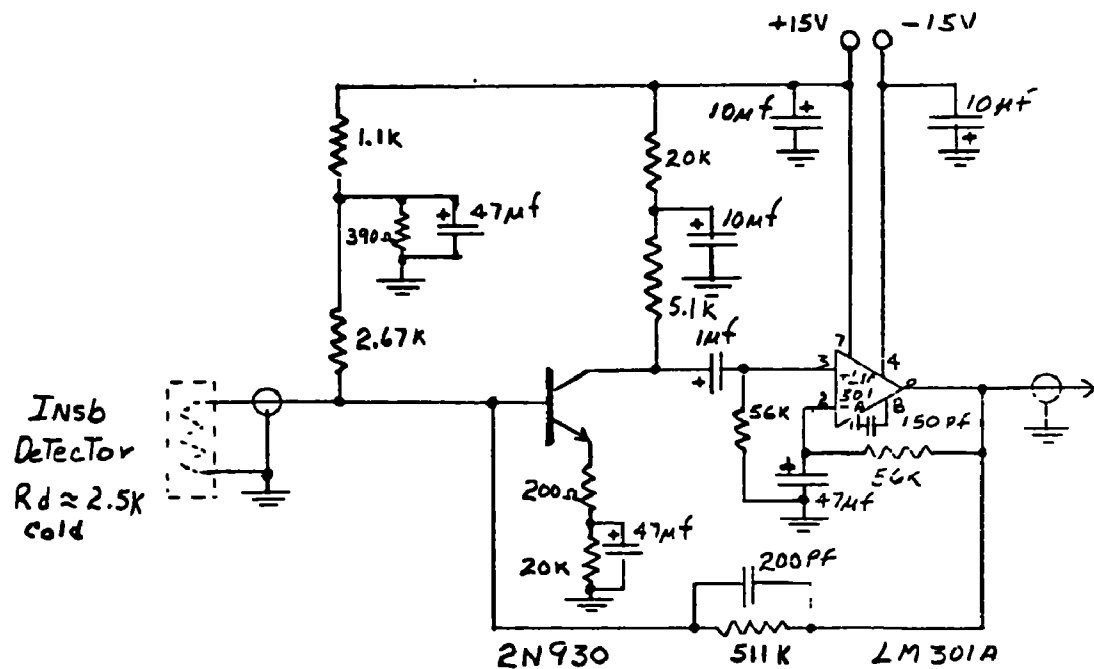 +15V
-15V
10µf
+
10µf
+
1.1K
20K
47µf
+
390Ω
10µf
+
5.1K
2.67K
1µf
+
7
3
4
2
8
1
150pf
INsb
DeTecTor
Rd ≈ 2.5K
cold
56K
+
56K
47µf
200Ω
+
47µf
20K
200Pf
511K
2N930
LM301A